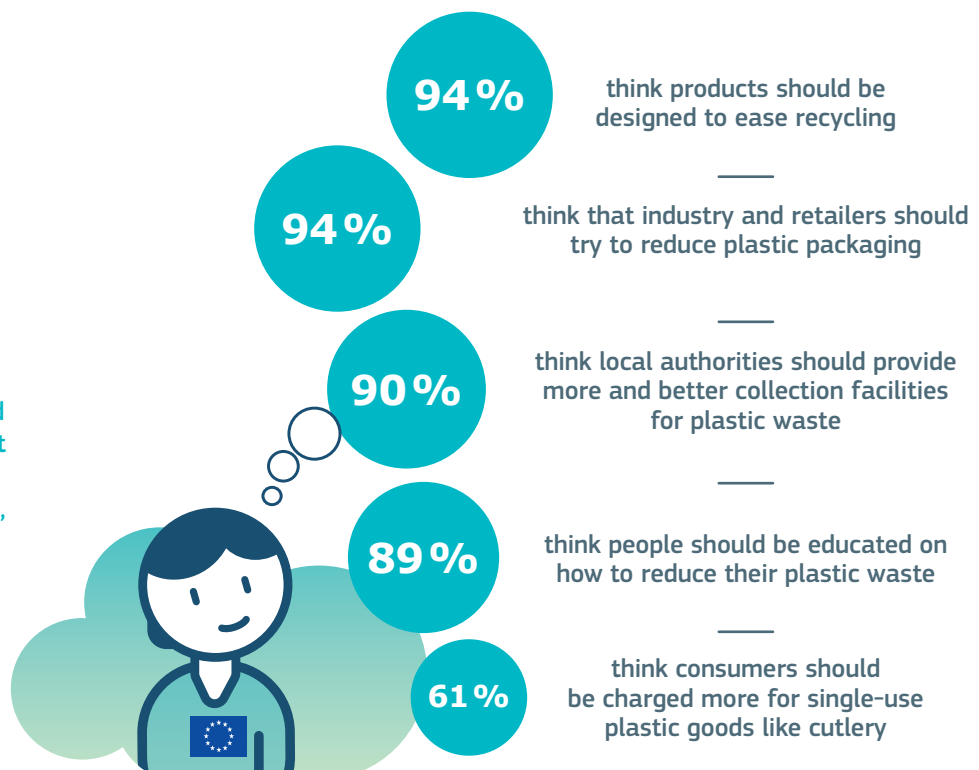 94%
think products should be
designed to ease recycling
94%
think that industry and retailers should
try to reduce plastic packaging
90%
think local authorities should provide
more and better collection facilities
for plastic waste
89%
think people should be educated on
how to reduce their plastic waste
61%
think consumers should
be charged more for single-use
plastic goods like cutlery